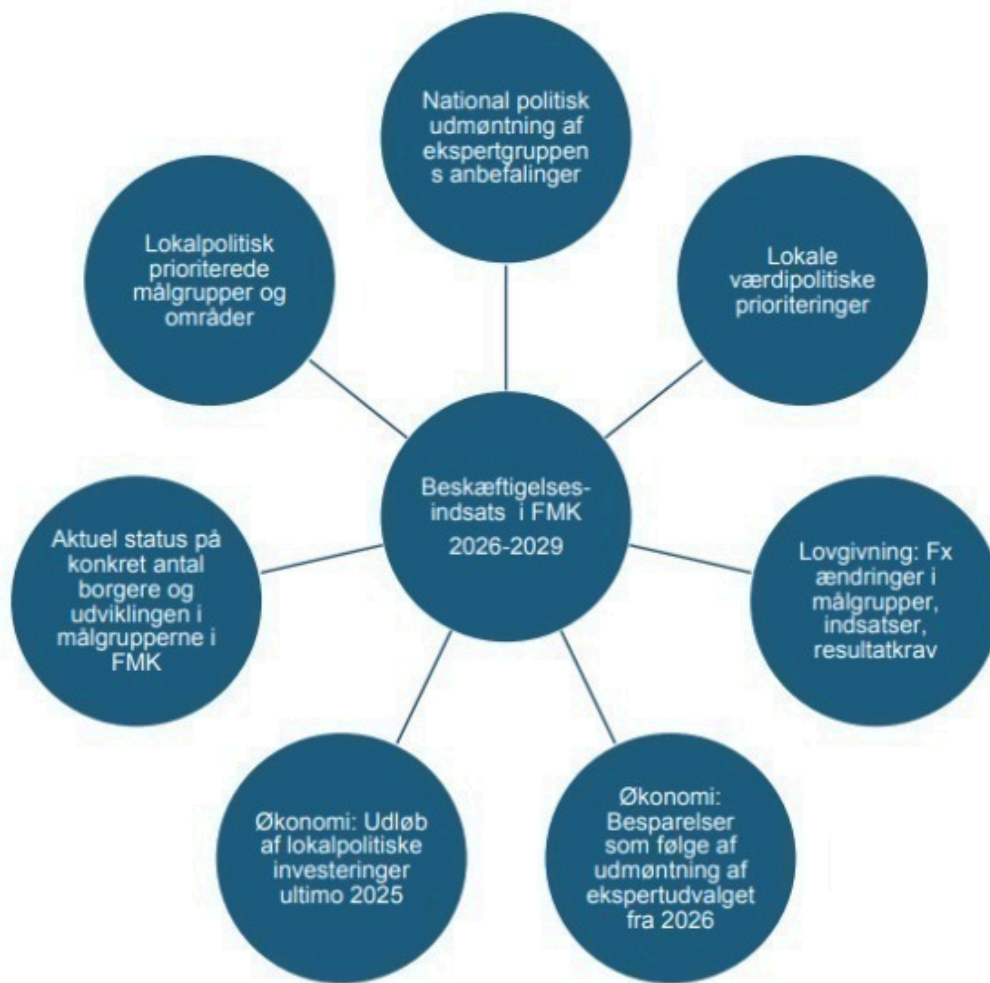 National politisk
udmøntning af
ekspertgruppen
s anbefalinger
Lokale
værdipolitiske
prioriteringer
Lovgivning: Fx
ændringer i
målgrupper,
indsatser,
resultatkrav
Økonomi:
Besparelser
som følge af
udmøntning af
ekspertudvalget
fra 2026
Økonomi: Udløb
af lokalpolitiske
investeringer
ultimo 2025
Aktuel status på
konkret antal
borgere og
udviklingen i
målgrupperne i
FMK
Lokalpolitisk
prioriterede
målgrupper og
områder
Beskæftigelses-
indsats i FMK
2026-2029